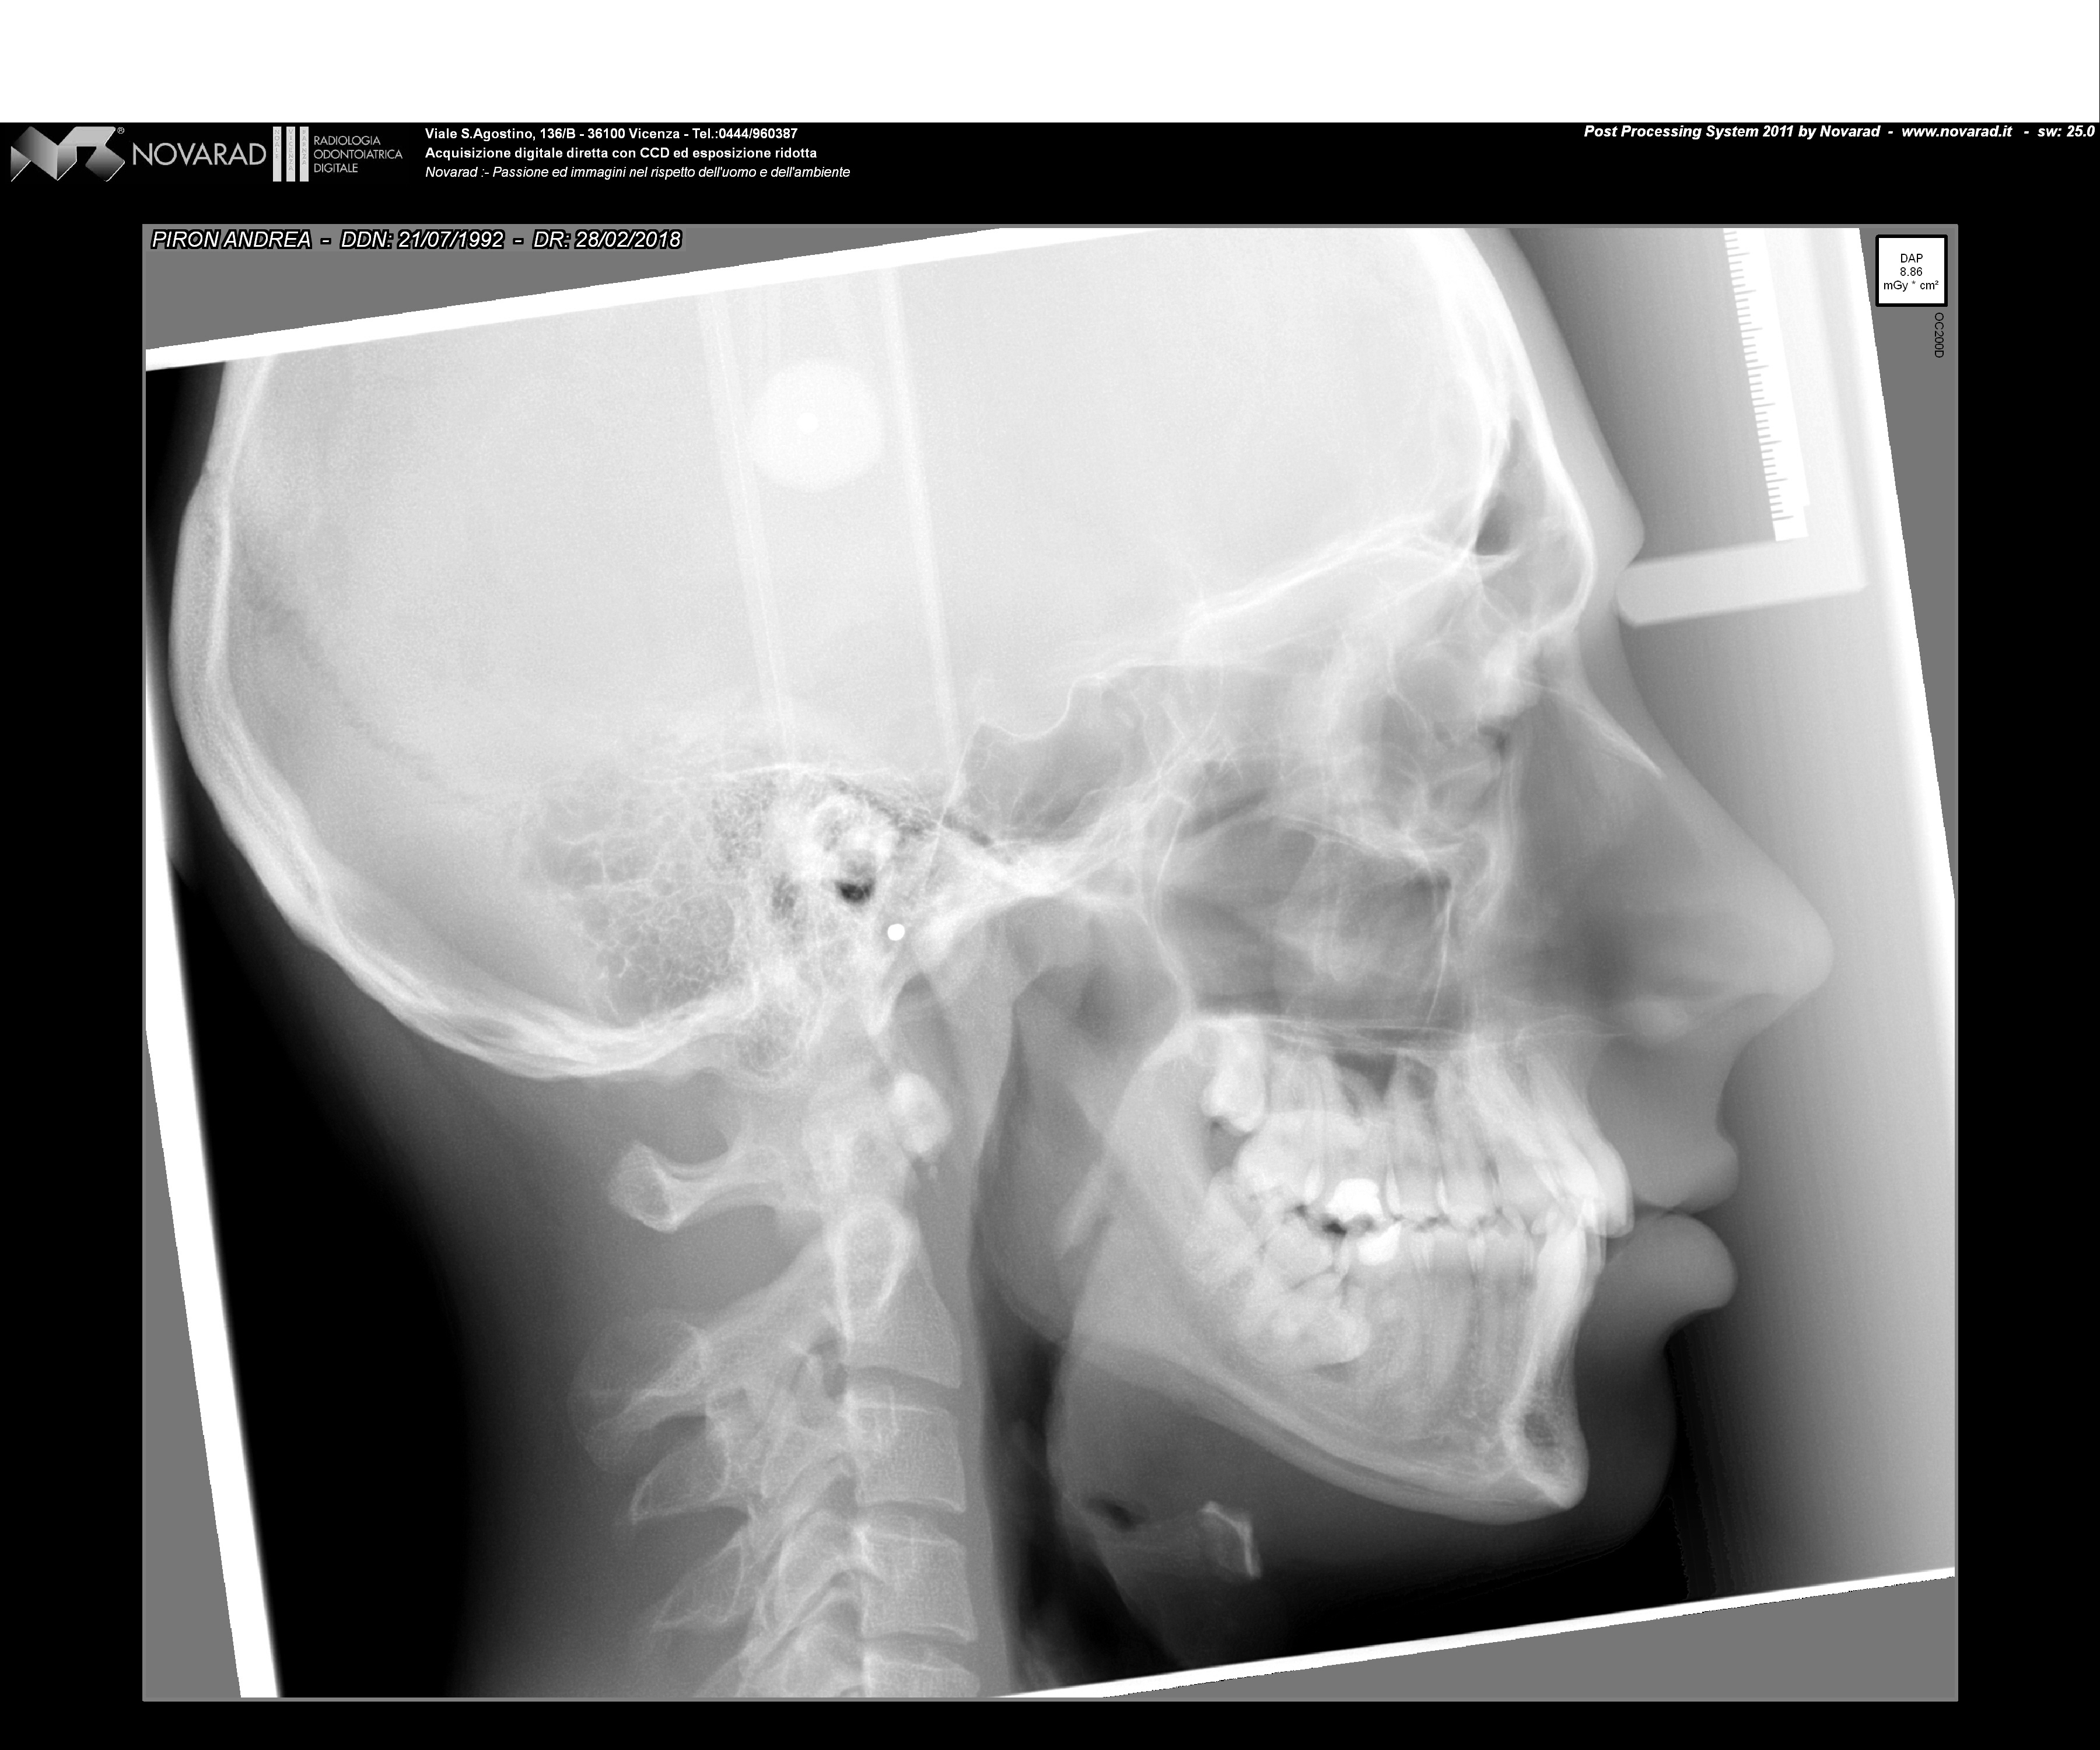 NOVARAD
RADIOLOGIA
ODONTOIATRICA
DIGITALE
Viale S.Agostino, 136/B - 36100 Vicenza - Tel.:0444/960387
Acquisizione digitale diretta con CCD ed esposizione ridotta
Novarad :- Passione ed immagini nel rispetto dell'uomo e dell'ambiente
Post Processing System 2011 by Novarad - www.novarad.it - sw: 25.0
PIRON ANDREA - DDN: 21/07/1992 - DR: 28/02/2018
DAP
8.86
mGy * cm²
OC200D